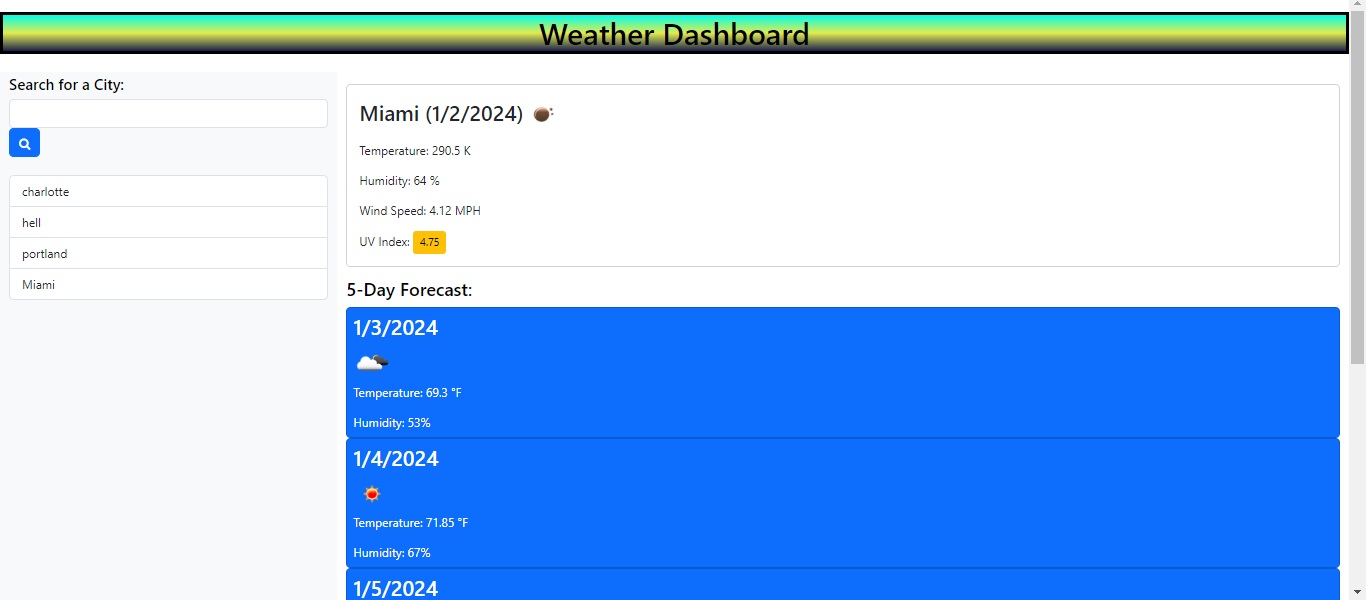 Weather Dashboard
Search for a City:
charlotte
hell
portland
Miami
Miami (1/2/2024)
Temperature: 290.5 K
Humidity: 64 %
Wind Speed: 4.12 MPH
UV Index: 4.75
5-Day Forecast:
1/3/2024
Temperature: 69.3 °F
Humidity: 53%
1/4/2024
Temperature: 71.85 °F
Humidity: 67%
1/5/2024